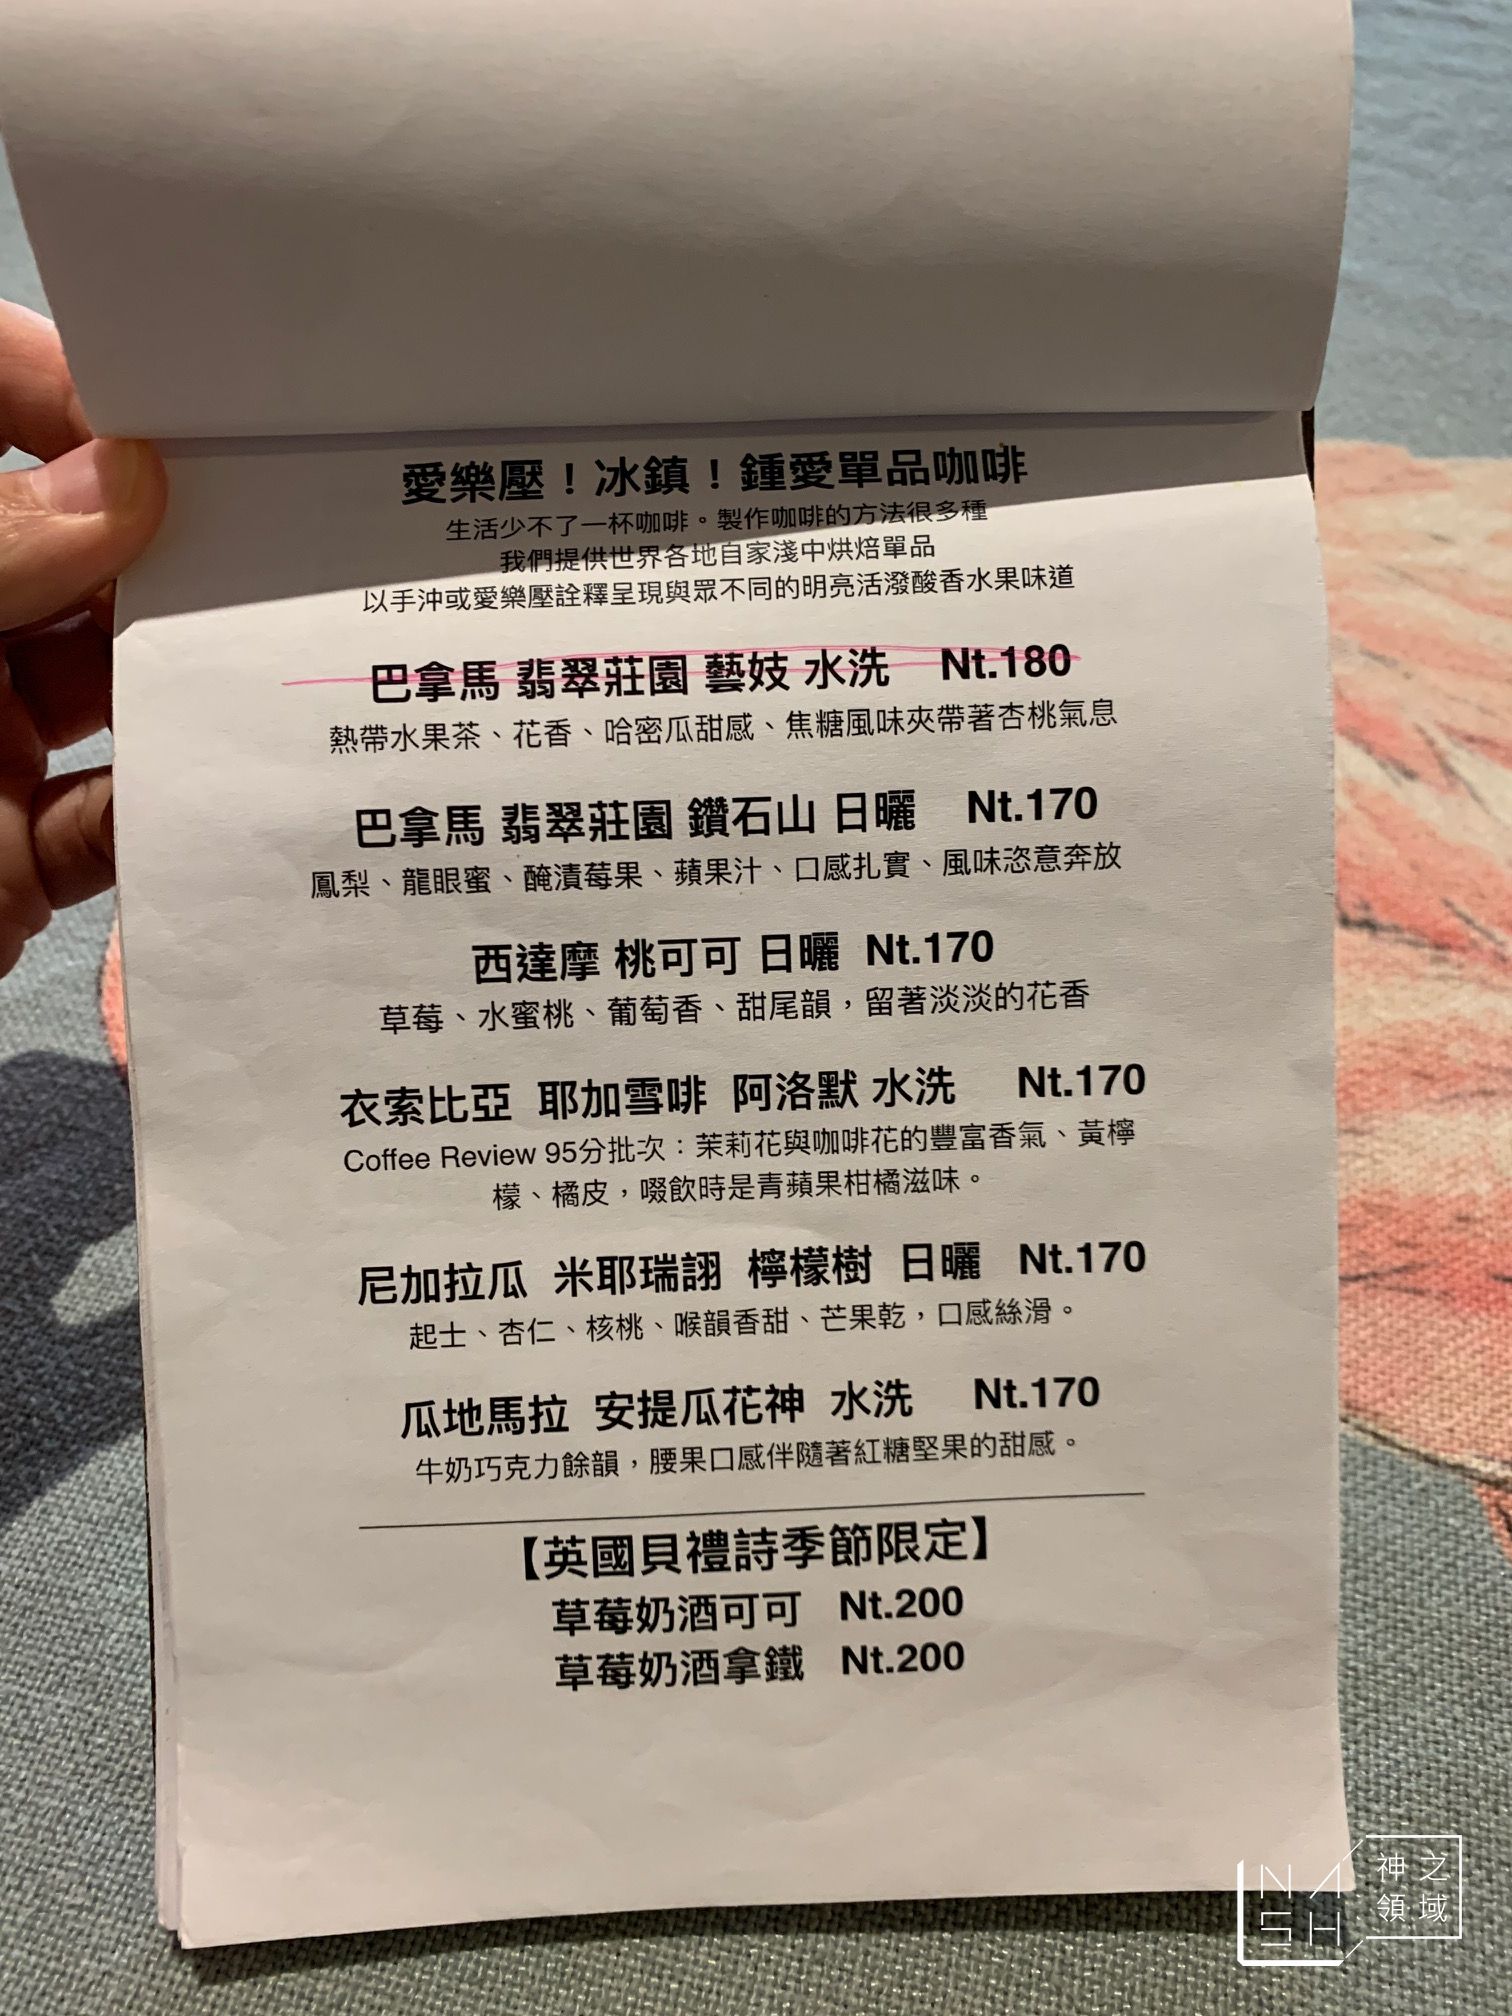 愛樂壓！冰鎮！鍾愛單品咖啡
生活少不了一杯咖啡。製作咖啡的方法很多種
我們提供世界各地自家淺中烘焙單品
以手沖或愛樂壓詮釋呈現與眾不同的明亮活潑酸香水果味道
巴拿馬 翡翠莊園 藝妓 水洗 Nt.180
熱帶水果茶、花香、哈密瓜甜感、焦糖風味夾帶著杏桃氣息
巴拿馬 翡翠莊園 鑽石山 日曬 Nt.170
鳳梨、龍眼蜜、醃漬莓果、蘋果汁、口感扎實、風味恣意奔放
西達摩 桃可可 日曬 Nt.170
草莓、水蜜桃、葡萄香、甜尾韻，留著淡淡的花香
衣索比亞 耶加雪啡 阿洛默 水洗 Nt.170
Coffee Review 95分批次：茉莉花與咖啡花的豐富香氣、黃檸
檬、橘皮，啜飲時是青蘋果柑橘滋味。
尼加拉瓜 米耶瑞詡 檸檬樹 日曬 Nt.170
起士、杏仁、核桃、喉韻香甜、芒果乾，口感絲滑。
瓜地馬拉 安提瓜花神 水洗 Nt.170
牛奶巧克力餘韻，腰果口感伴隨著紅糖堅果的甜感。
【英國貝禮詩季節限定】
草莓奶酒可可 Nt.200
草莓奶酒拿鐵 Nt.200
NASH
神之領域